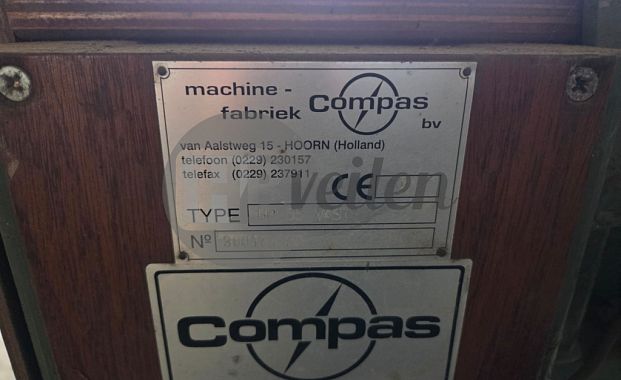 machine -
fabriek Compas bv
van Aalstweg 15 - HOORN (Holland)
telefoon (0229) 230157
telefax (0229) 237911
CE
veilen
TYPE
Nº
Compas